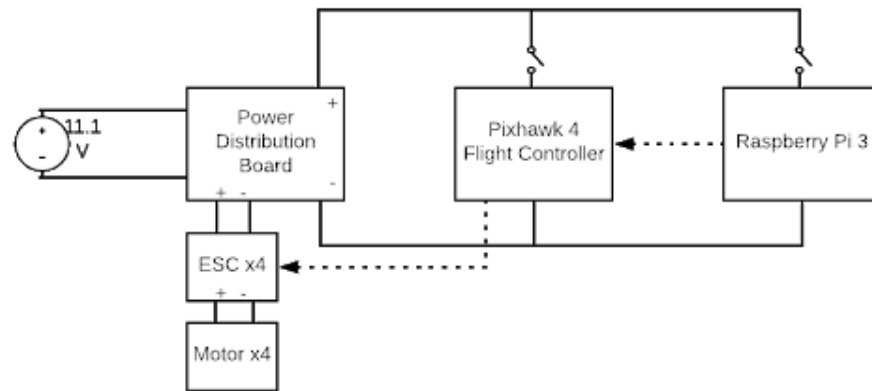 +
11.1
-
V
Power
Distribution
Board
+
-
+ -
Pixhawk 4
Flight Controller
Raspberry Pi 3
ESC x4
+ -
Motor x4